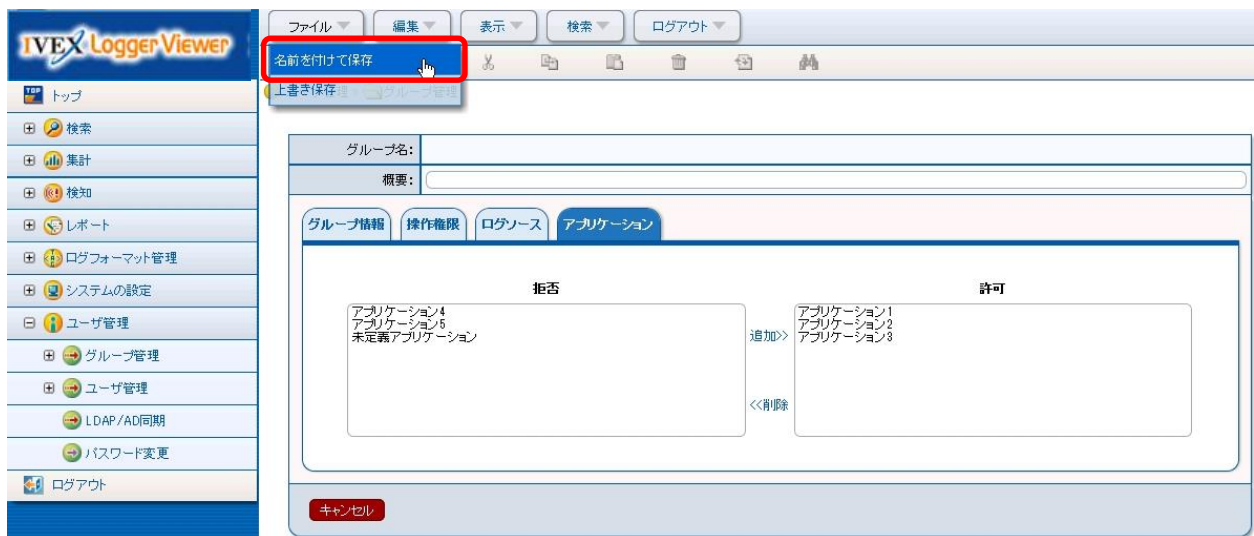 IVEX Logger Viewer
ファイル 編集 表示 検索 ログアウト
名前を付けて保存
上書き保存
グループ管理
TOP トップ
検索
集計
検知
レポート
ログフォーマット管理
システムの設定
ユーザ管理
グループ管理
ユーザ管理
LDAP/AD同期
パスワード変更
ログアウト
グループ名:
概要:
グループ情報 操作権限 ログソース アプリケーション
拒否 許可
アプリケーション4
アプリケーション5
未定義アプリケーション
追加>>
<<削除
アプリケーション1
アプリケーション2
アプリケーション3
キャンセル